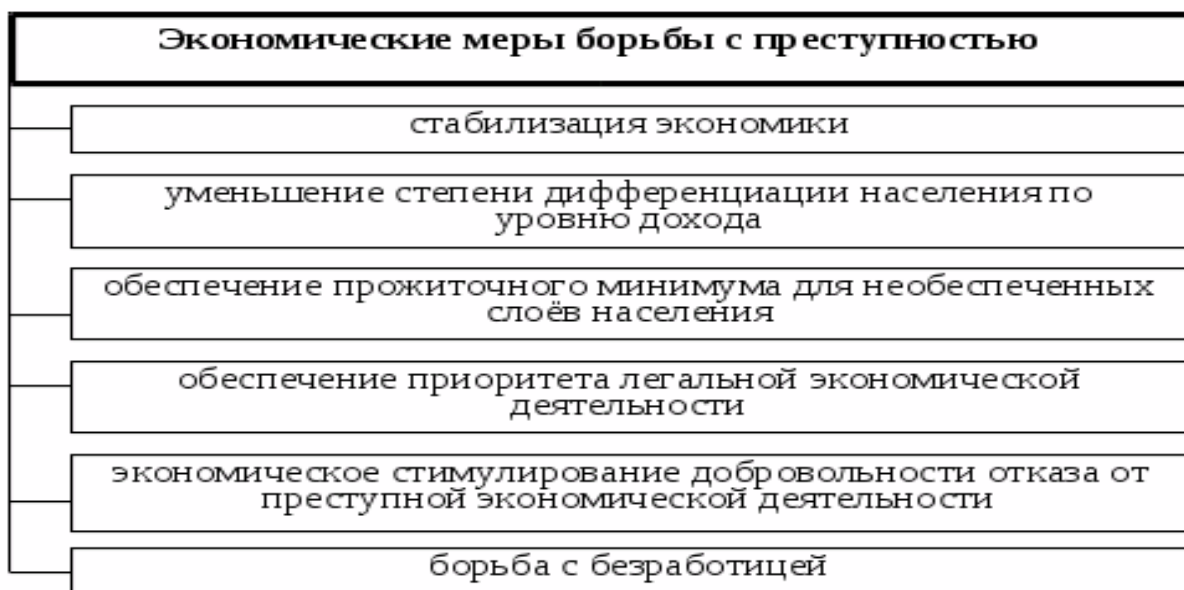 Экономические меры борьбы с преступностью
стабилизация экономики
уменьшение степени дифференциации населения по
уровню дохода
обеспечение прожиточного минимума для необеспеченных
слоёв населения
обеспечение приоритета легальной экономической
деятельности
экономическое стимулирование добровольности отказа от
преступной экономической деятельности
борьба с безработицей